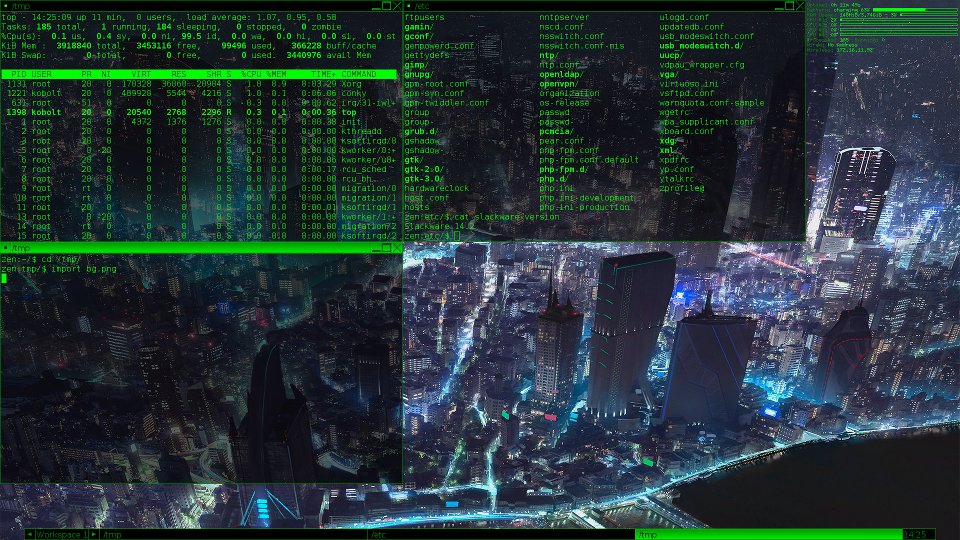 /tmp
top - 14:25:09 up 11 min, 0 users, load average: 1.07, 0.95, 0.58
Tasks: 185 total, 1 running, 184 sleeping, 0 stopped, 0 zombie
%Cpu(s): 0.1 us, 0.4 sy, 0.0 ni, 99.5 id, 0.0 wa, 0.0 hi, 0.0 si, 0.0 st
KiB Mem : 3918840 total, 3453116 free, 99496 used, 366228 buff/cache
KiB Swap: 0 total, 0 free, 0 used. 3440976 avail Mem
PID USER PR NI VIRT RES SHR S %CPU %MEM TIME+ COMMAND
1131 root 20 0 170328 36868 20904 S 1.0 0.9 0:03.29 Xorg
1221 kobolt 20 0 489920 5544 4216 S 1.0 0.1 0:06.06 conky
root -51 0 0 0 0 S 0.3 0.0 0:00.62 irq/31-iwl+
1398 kobolt 20 0 20540 2768 2296 R 0.3 0.1 0:00.36 top
1 root 20 0 4372 1376 1276 S 0.0 0.0 0:00.38 init
2 root 20 0 0 0 0 S 0.0 0.0 0:00.00 kthreadd
3 root 20 0 0 0 0 S 0.0 0.0 0:00.00 ksoftirqd/0
5 root 0 -20 0 0 0 S 0.0 0.0 0:00.00 kworker/0:+
6 root 20 0 0 0 0 S 0.0 0.0 0:00.06 kworker/u8+
7 root 20 0 0 0 0 S 0.0 0.0 0:00.17 rcu_sched
8 root 20 0 0 0 0 S 0.0 0.0 0:00.00 rcu_bh
9 root rt 0 0 0 0 S 0.0 0.0 0:00.00 migration/0
10 root rt 0 0 0 0 S 0.0 0.0 0:00.00 migration/1
11 root 20 0 0 0 0 S 0.0 0.0 0:00.00 ksoftirqd/1
13 root 0 -20 0 0 0 S 0.0 0.0 0:00.00 kworker/1:+
14 root rt 0 0 0 0 S 0.0 0.0 0:00.00 migration/2
15 root 20 0 0 0 0 S 0.0 0.0 0:00.00 ksoftirqd/2
/etc
ftpusers nntpserver ulogd.conf
gamin/ nscd.conf updatedb.conf
gconf/ nsswitch.conf usb_modeswitch.conf
genpowerd.conf nsswitch.conf-nis usb_modeswitch.d/
gettydefs ntp/ uucp/
gimp/ ntp.conf vdpau_wrapper.cfg
gnupg/ openldap/ vga/
gpm-root.conf openvpn/ virtuoso.ini
gpm-syn.conf organization vsftpd.conf
gpm-twiddler.conf os-release warnquota.conf-sample
group passwd wgetrc
group- passwd- wpa_supplicant.conf
grub.d/ pcmcia/ xboard.conf
gshadow pear.conf xdg/
gshadow- php-fpm.conf xml/
gtk/ php-fpm.conf.default xpdfrc
gtk-2.0/ php-fpm.d/ yp.conf
gtk-3.0/ php.d/ ytalkrc
hardwareclock php.ini zprofileg
host.conf php.ini-development
hosts php.ini-production
zen:etc/$ cat slackware-version
Slackware 14.2
zen:etc/$
/tmp
zen:~/$ cd /tmp/
zen:tmp/$ import bg.png
Workspace 1 /tmp /etc /tmp 14:25